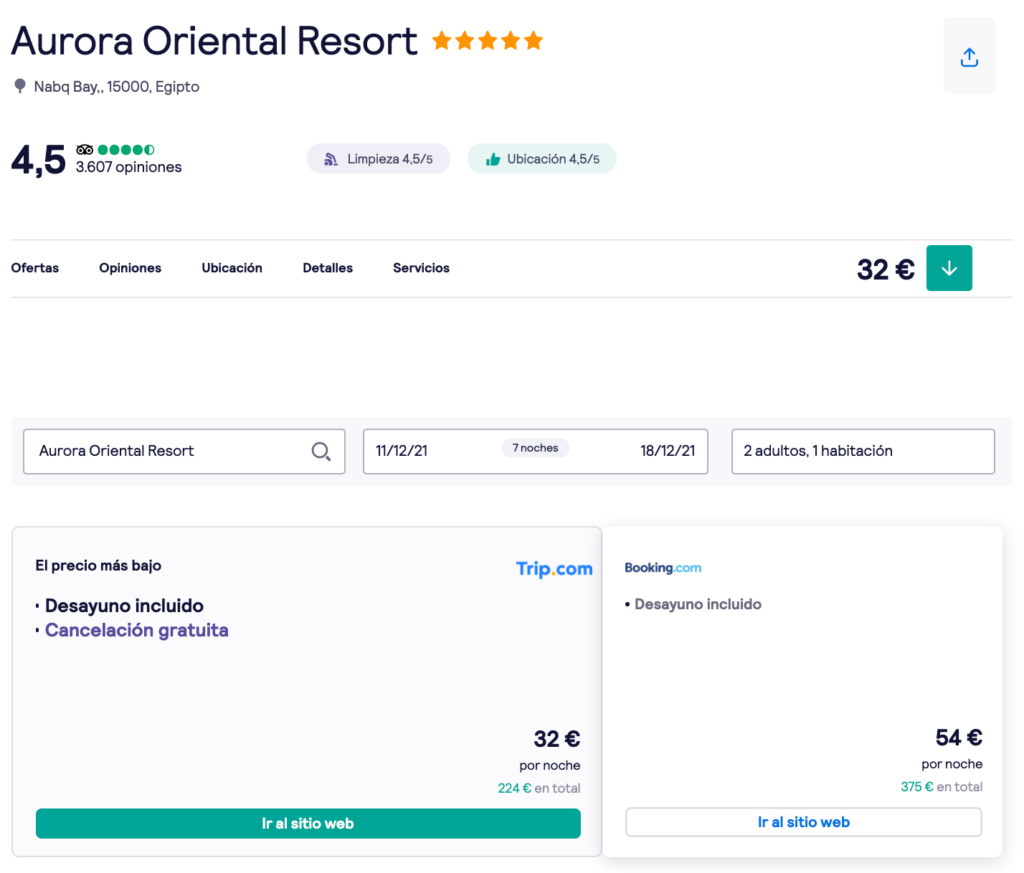 Aurora Oriental Resort
Nabq Bay,, 15000, Egipto
4,5
3.607 opiniones
Limpieza 4,5/5
Ubicación 4,5/5
Ofertas Opiniones Ubicación Detalles Servicios 32 €
Aurora Oriental Resort
11/12/21 7 noches 18/12/21
2 adultos, 1 habitación
El precio más bajo
Trip.com
• Desayuno incluido
• Cancelación gratuita
32 €
por noche
224 € en total
Ir al sitio web
Booking.com
• Desayuno incluido
54 €
por noche
375 € en total
Ir al sitio web